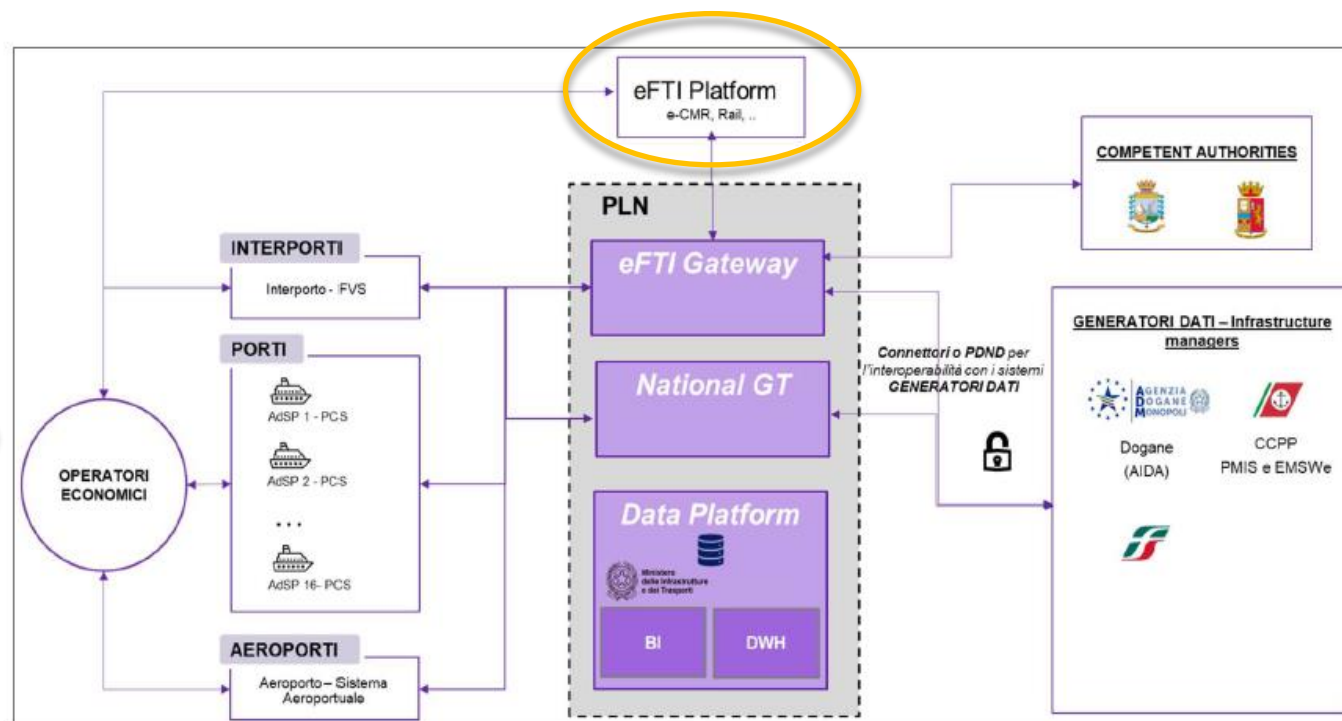 eFTI Platform
e-CMR, Rail, ..
COMPETENT AUTHORITIES
PLN
INTERPORTI
Interporto - IFVS
eFTI Gateway
GENERATORI DATI – Infrastructure
managers
PORTI
AdSP 1 - PCS
AdSP 2 - PCS
...
AdSP 16- PCS
National GT
Connettori o PDND per
l'interoperabilità con i sistemi
GENERATORI DATI
AGENZIA
DOGANE
MONOPOLI
Dogane
(AIDA)
CCPP
PMIS e EMSWe
OPERATORI
ECONOMICI
Data Platform
Ministero
delle Infrastrutture
e dei Trasporti
BI
DWH
AEROPORTI
Aeroporto – Sistema
Aeroportuale